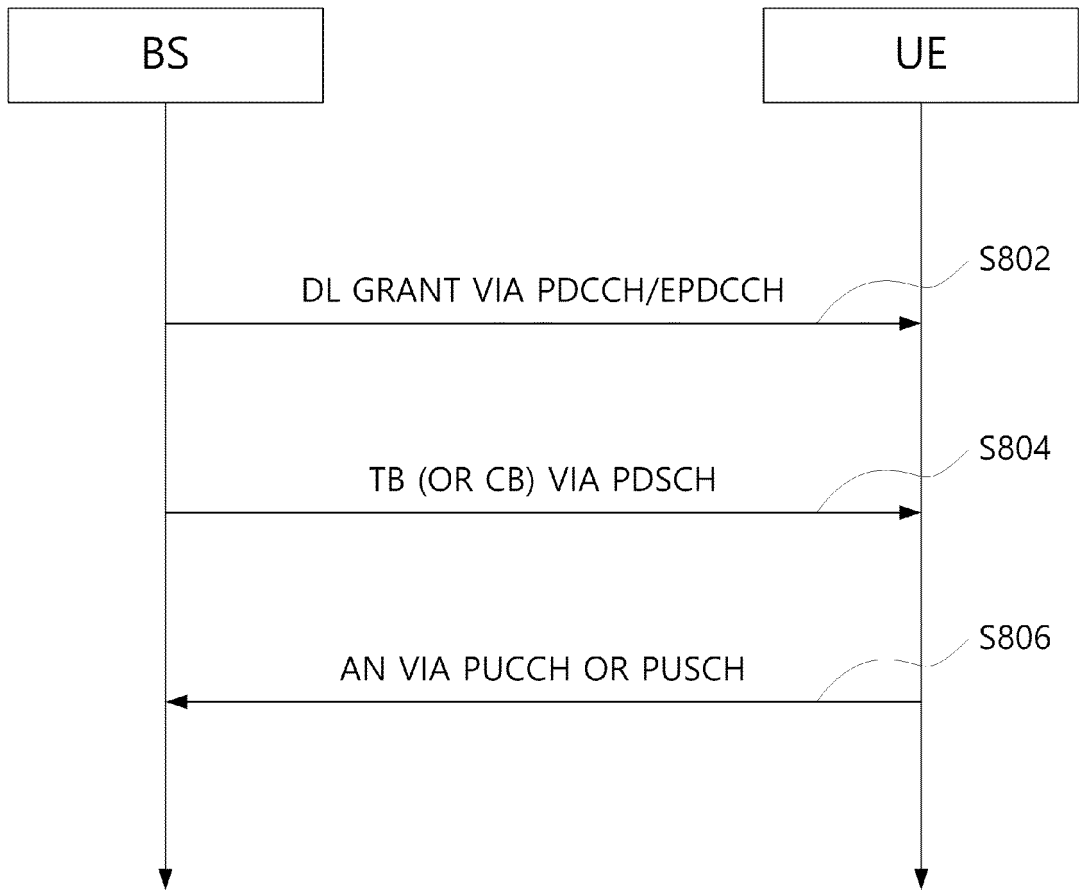 BS
UE
S802
DL GRANT VIA PDCCH/EPDCCH
S804
TB (OR CB) VIA PDSCH
S806
AN VIA PUCCH OR PUSCH